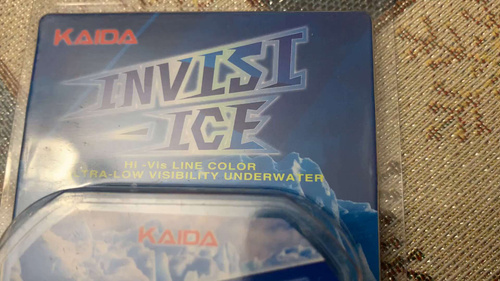 KAIDA
INVISI
ICE
Hi-Vis LINE COLOR
TRA-LOW VISIBILITY UNDERWATER
KAIDA